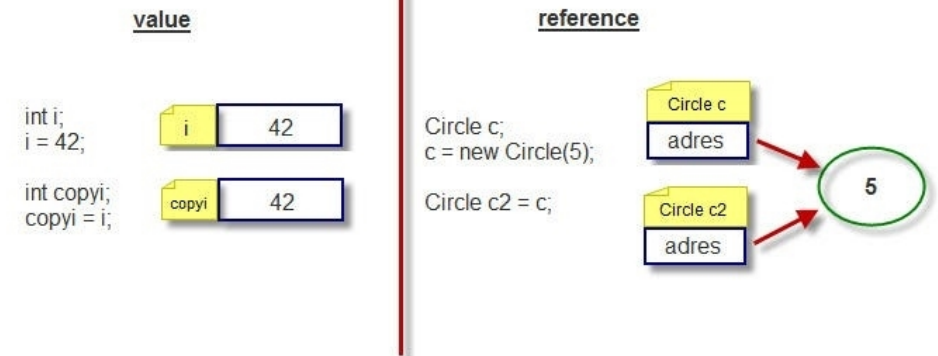 value
int i;
i = 42;
i
42
int copyi;
copyi = i;
copyi
42
reference
Circle c;
c = new Circle(5);
Circle c
adres
5
Circle c2 = c;
Circle c2
adres